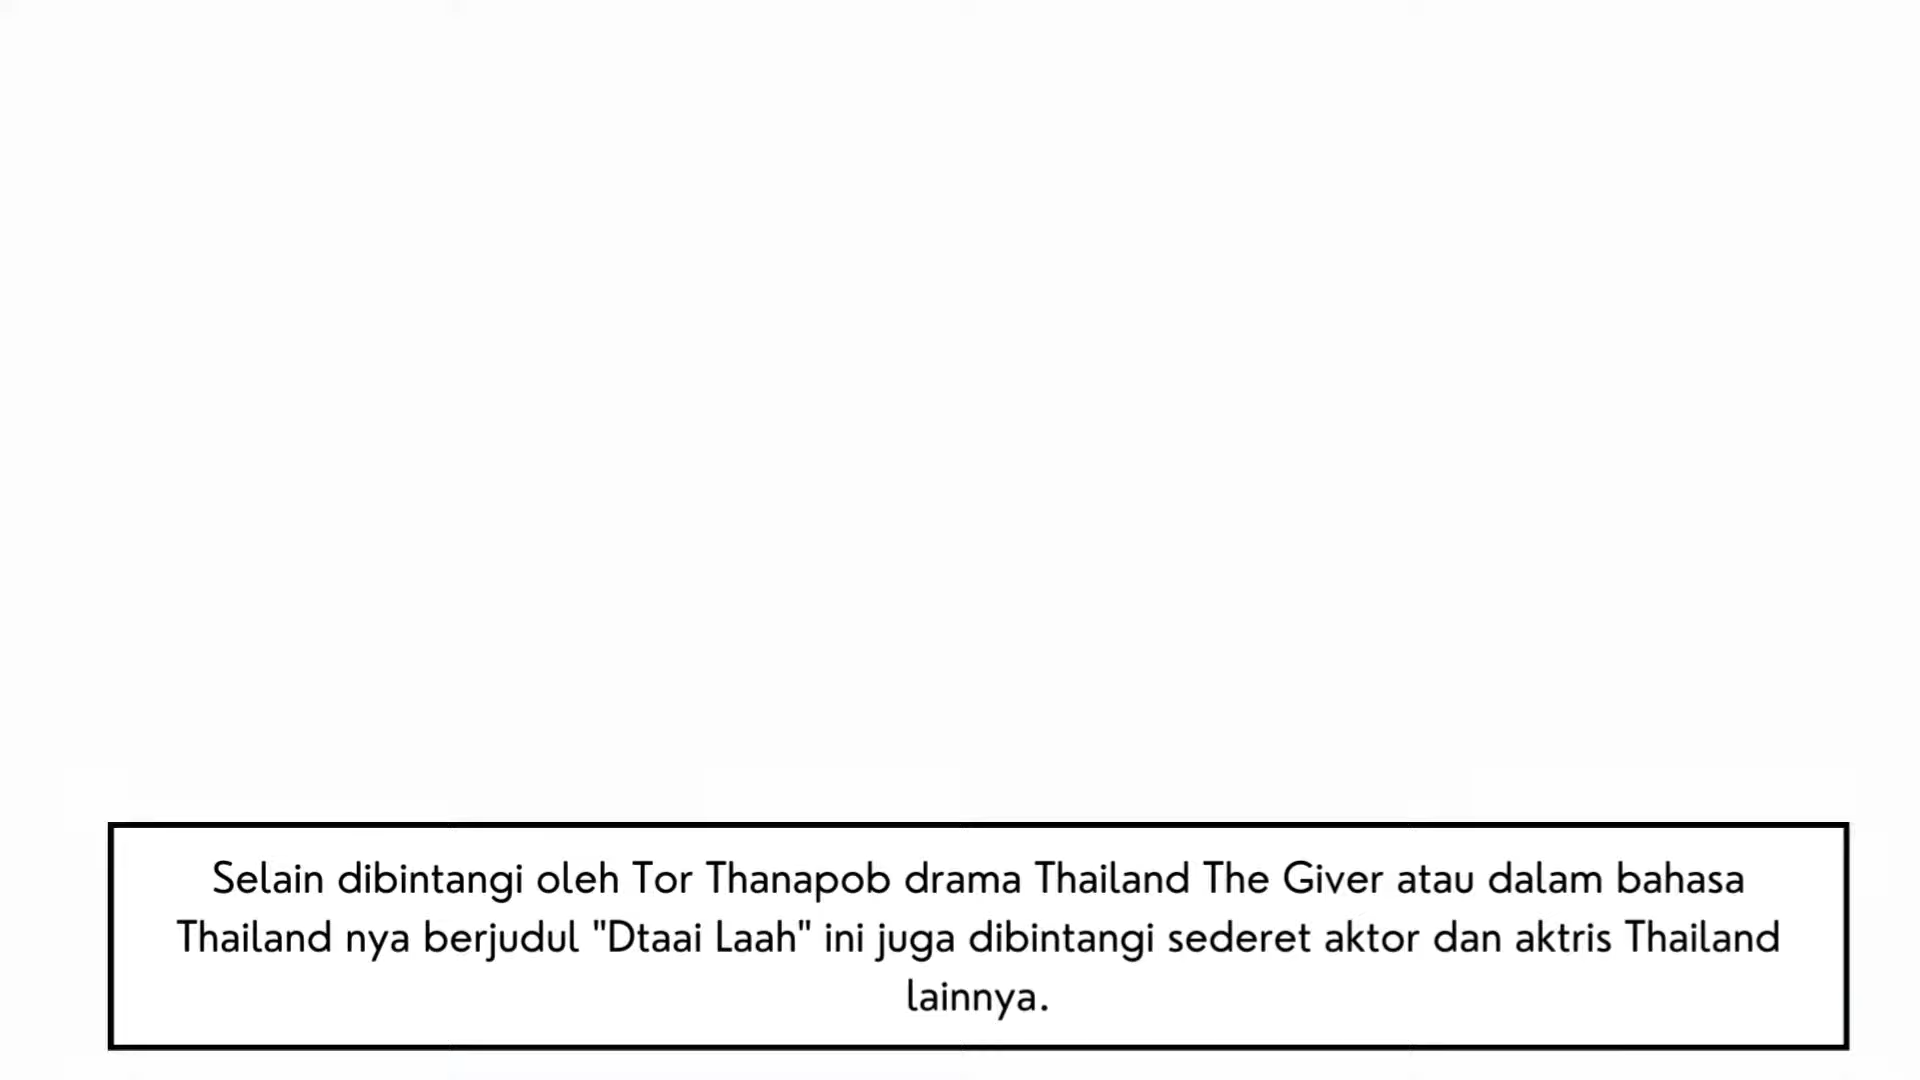 Selain dibintangi oleh Tor Thanapob drama Thailand The Giver atau dalam bahasa
Thailand nya berjudul "Dtaai Laah" ini juga dibintangi sederet aktor dan aktris Thailand
lainnya.